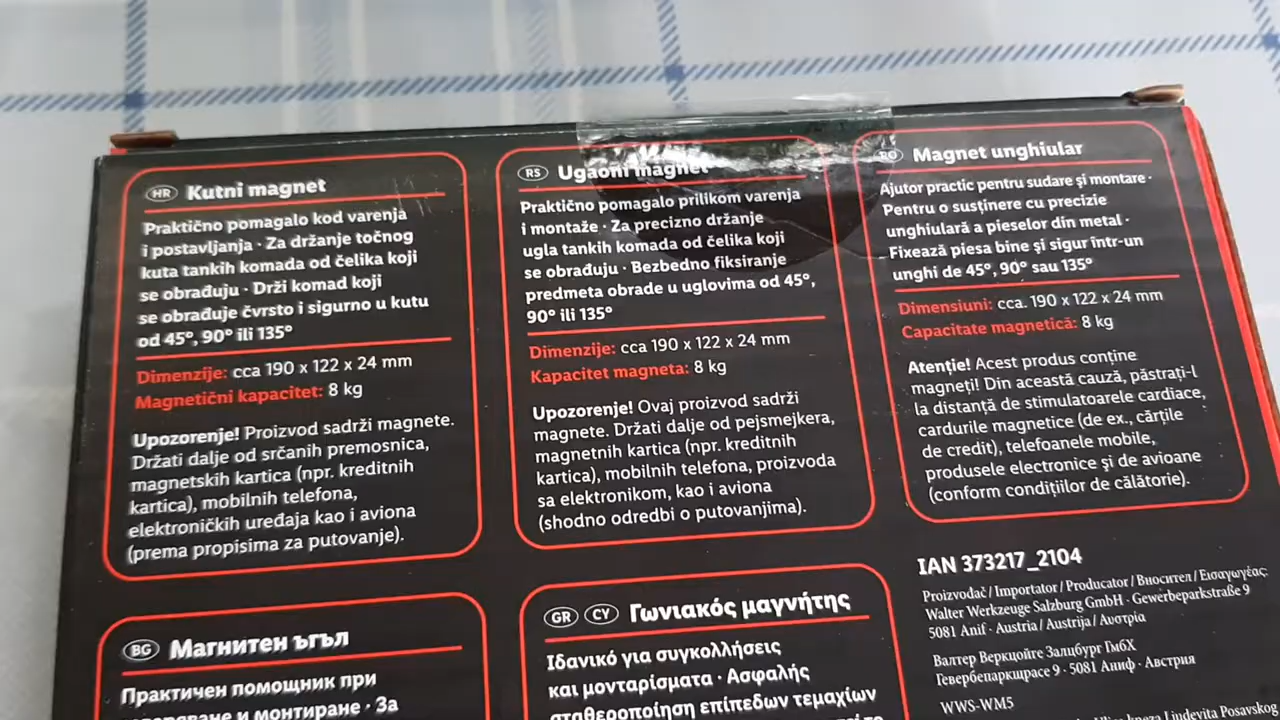 HR Kutni magnet
Praktično pomagalo kod varenja
i postavljanja · Za držanje točnog
kuta tankih komada od čelika koji
se obrađuju · Drži komad koji
se obrađuje čvrsto i sigurno u kutu
od 45°, 90° ili 135°
Dimenzije: cca 190 x 122 x 24 mm
Magnetični kapacitet: 8 kg
Upozorenje! Proizvod sadrži magnete.
Držati dalje od srčanih premosnica,
magnetskih kartica (npr. kreditnih
kartica), mobilnih telefona,
elektroničkih uređaja kao i aviona
(prema propisima za putovanje).
RS Ugaoni magnet
Praktično pomagalo prilikom varenja
i montaže · Za precizno držanje
ugla tankih komada od čelika koji
se obrađuju · Bezbedno fiksiranje
predmeta obrade u uglovima od 45°,
90° ili 135°
Dimenzije: cca 190 x 122 x 24 mm
Kapacitet magneta: 8 kg
Upozorenje! Ovaj proizvod sadrži
magnete. Držati dalje od pejsmejkera,
magnetnih kartica (npr. kreditnih
kartica), mobilnih telefona, proizvoda
sa elektronikom, kao i aviona
(shodno odredbi o putovanjima).
RO Magnet unghiular
Ajutor practic pentru sudare și montare ·
Pentru o susținere cu precizie
unghiulară a pieselor din metal ·
Fixează piesa bine și sigur într-un
unghi de 45°, 90° sau 135°
Dimensiuni: cca. 190 x 122 x 24 mm
Capacitate magnetică: 8 kg
Atenție! Acest produs conține
magneți! Din această cauză, păstrați-l
la distanță de stimulatoarele cardiace,
cardurile magnetice (de ex., cărțile
de credit), telefoanele mobile,
produsele electronice și de avioane
(conform condițiilor de călătorie).
BG Магнитен ъгъл
Практичен помощник при
заваряване и монтиране · За
GR CY Γωνιακός μαγνήτης
Ιδανικό για συγκολλήσεις
και μονταρίσματα · Ασφαλής
σταθεροποίηση επίπεδων τεμαχίων
IAN 373217_2104
Proizvođač / Importator / Producator / Вносител / Εισαγωγέας:
Walter Werkzeuge Salzburg GmbH · Gewerbeparkstraße 9
5081 Anif · Austria / Austrija / Αυστρία
Валтер Веркцойге Залцбург ГмбХ
Гевербепаркщрасе 9 · 5081 Аниф · Австрия
WWS-WM5
kneza Ljudevita Posavskog